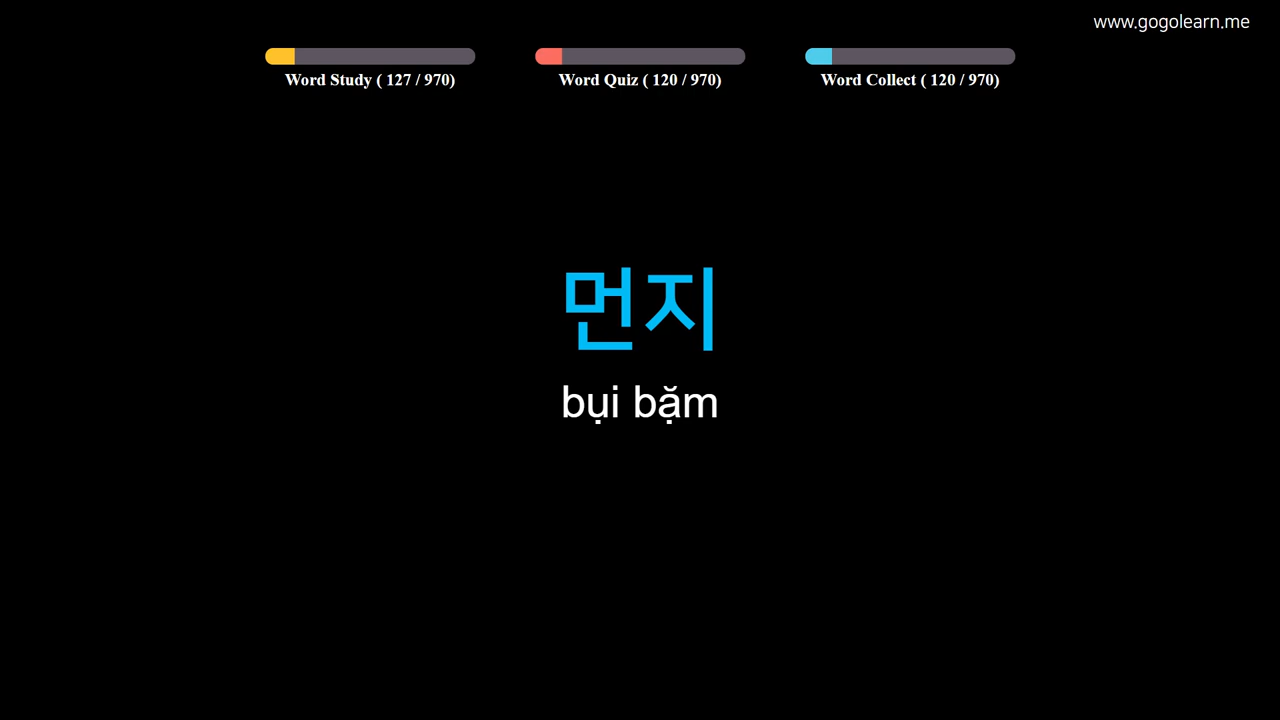 www.gogolearn.me
Word Study ( 127 / 970)
Word Quiz ( 120 / 970)
Word Collect ( 120 / 970)
먼지
bụi bặm